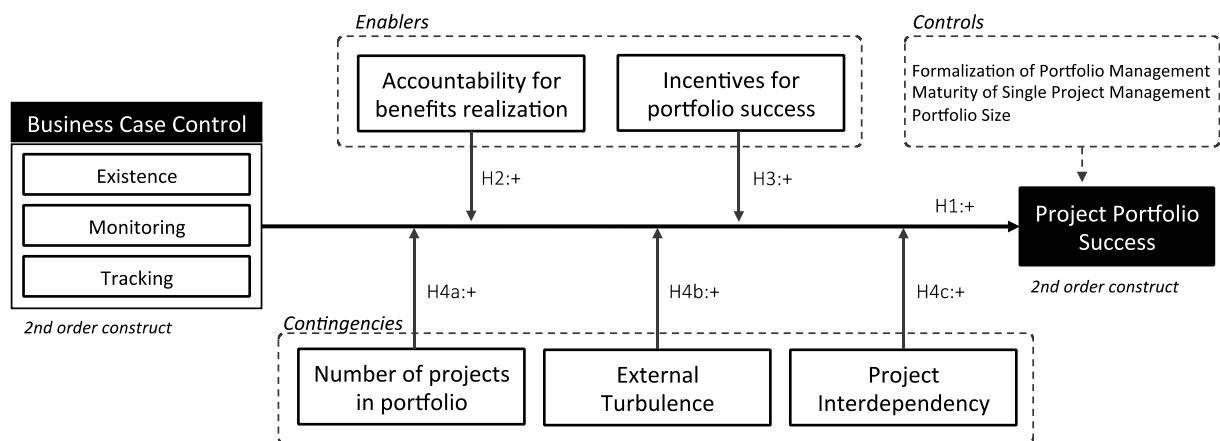 Enablers
Controls
Accountability for
benefits realization
Incentives for
portfolio success
Formalization of Portfolio Management
Maturity of Single Project Management
Portfolio Size
Business Case Control
Existence
Monitoring
Tracking
2nd order construct
H2:+
H3:+
H1:+
Project Portfolio
Success
2nd order construct
H4a:+
H4b:+
H4c:+
Contingencies
Number of projects
in portfolio
External
Turbulence
Project
Interdependency